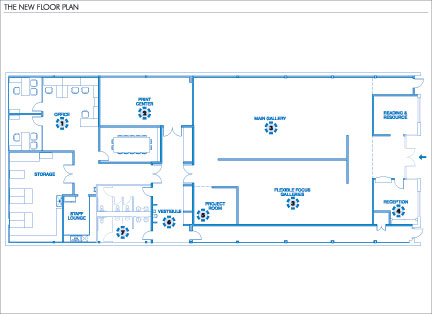 THE NEW FLOOR PLAN
PRINT
CENTER
OFFICE
MAIN GALLERY
READING &
RESOURCE
STORAGE
FLEXIBLE FOCUS
GALLERIES
STAFF
LOUNGE
VESTIBULE
PROJECT
ROOM
RECEPTION
7